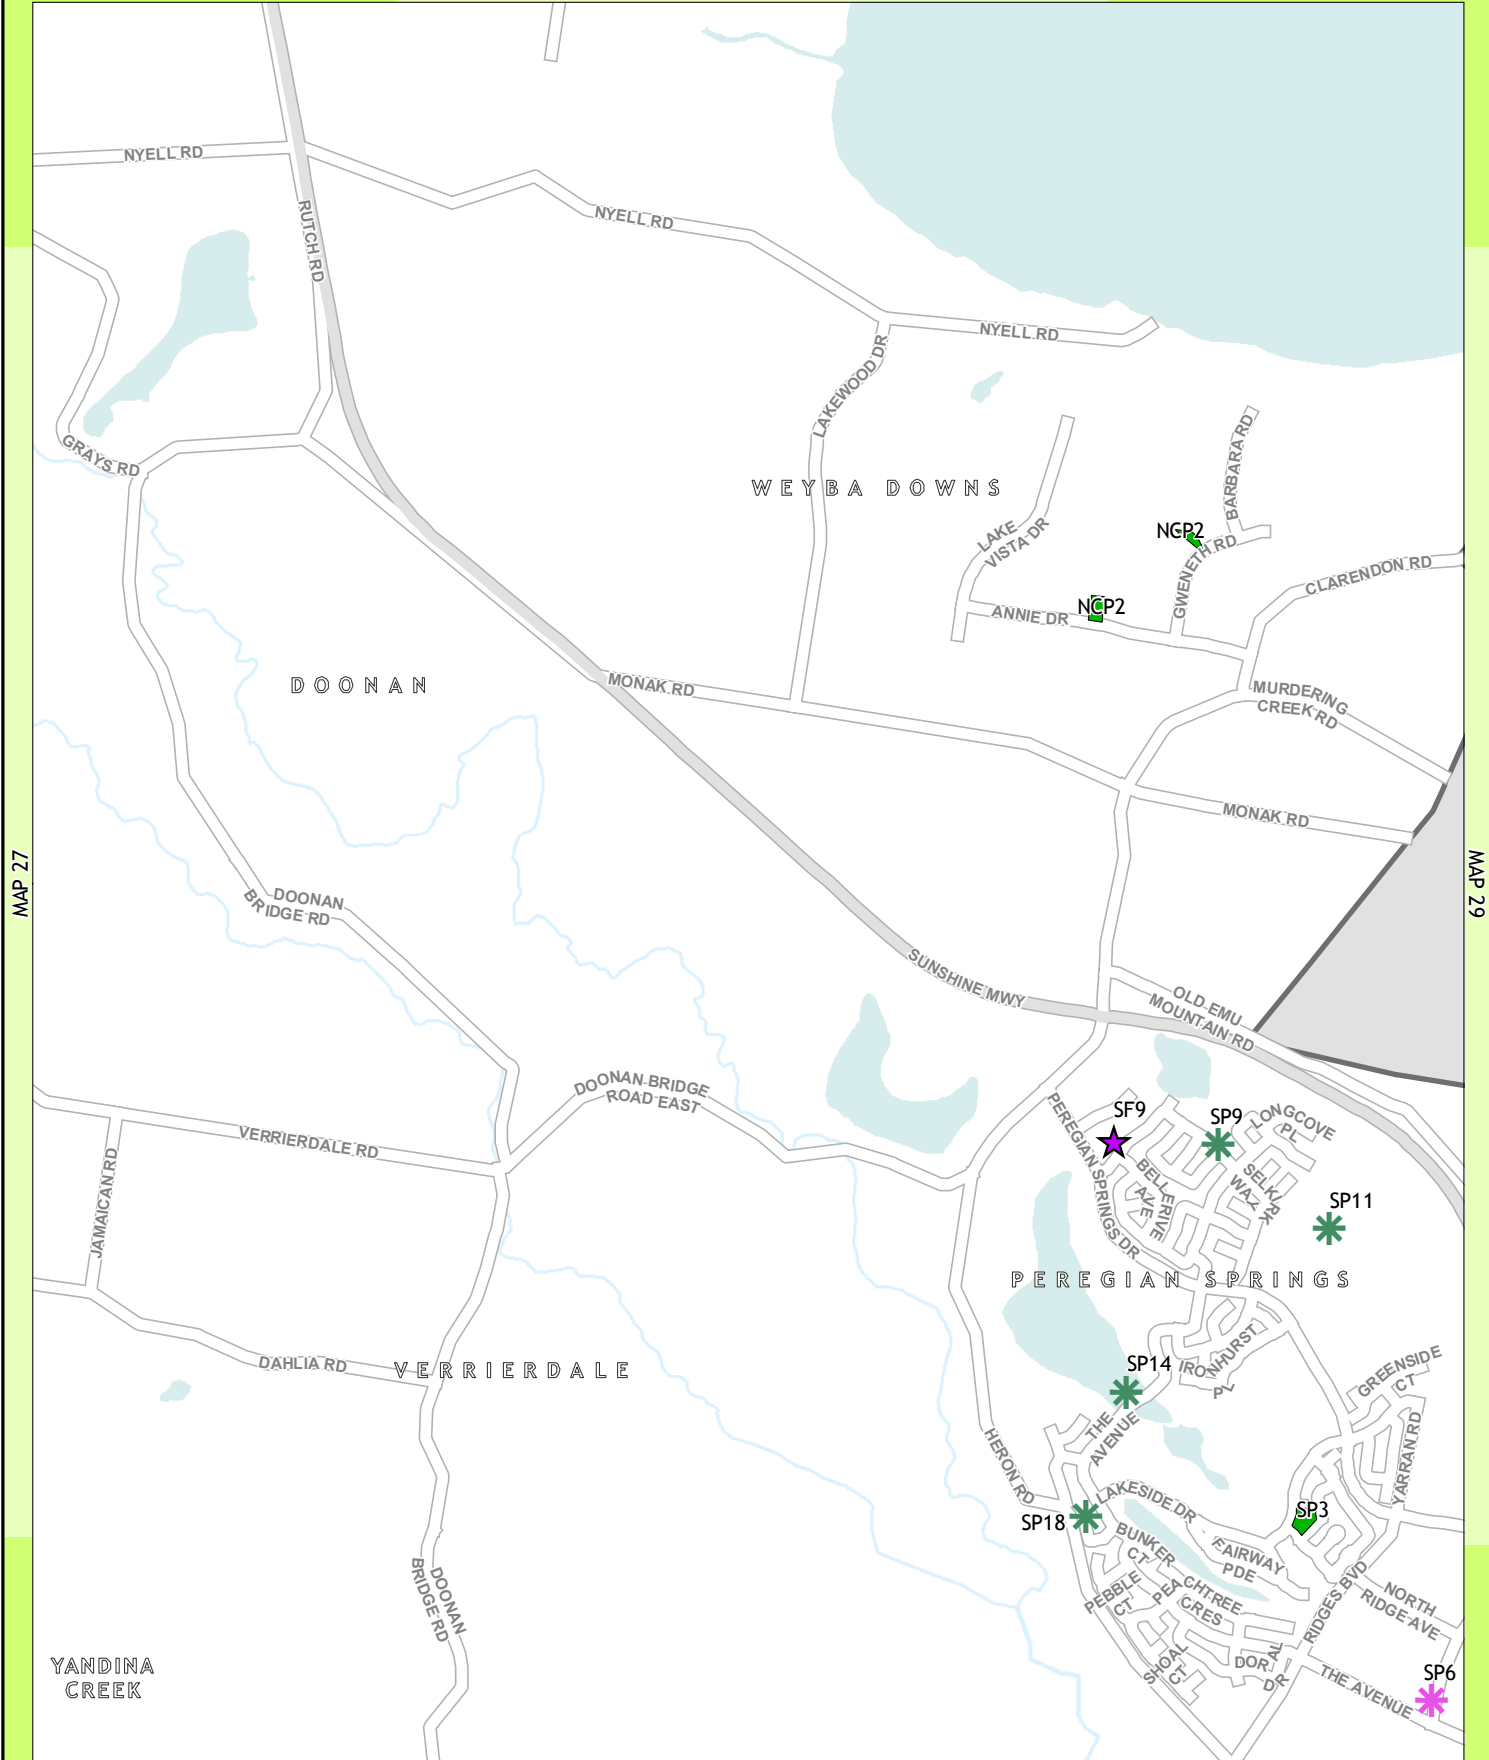 NYELL RD
RUTCH RD
NYELL RD
NYELL RD
LAKEWOOD DR
GRAYS RD
WEYBA DOWNS
BARBARA RD
LAKE
VISTA DR
NCP2
GWENETH RD
CLARENDON RD
NCP2
ANNIE DR
DOONAN
MONAK RD
MURDERING
CREEK RD
MONAK RD
MAP 27
MAP 29
DOONAN
BRIDGE RD
SUNSHINE MWY
OLD EMU
MOUNTAIN RD
DOONAN BRIDGE
ROAD EAST
PEREGIAN SPRINGS DR
SF9
SP9
LONGCOVE
PL
VERRIERDALE RD
JAMAICAN RD
BELLERIVE
AVE
SELKIRK
WAY
SP11
PEREGIAN SPRINGS
DAHLIA RD
VERRIERDALE
SP14
IRONHURST
PL
GREENSIDE
CT
THE
AVENUE
HERON RD
YARRAN RD
LAKESIDE DR
SP18
SP3
BUNKER
CT
FAIRWAY
PDE
PEBBLE
CT
PEACHTREE
CRES
RIDGES BVD
NORTH
RIDGE AVE
DOONAN
BRIDGE RD
SHOAL
CT
DORAL
DR
THE AVENUE
SP6
YANDINA
CREEK